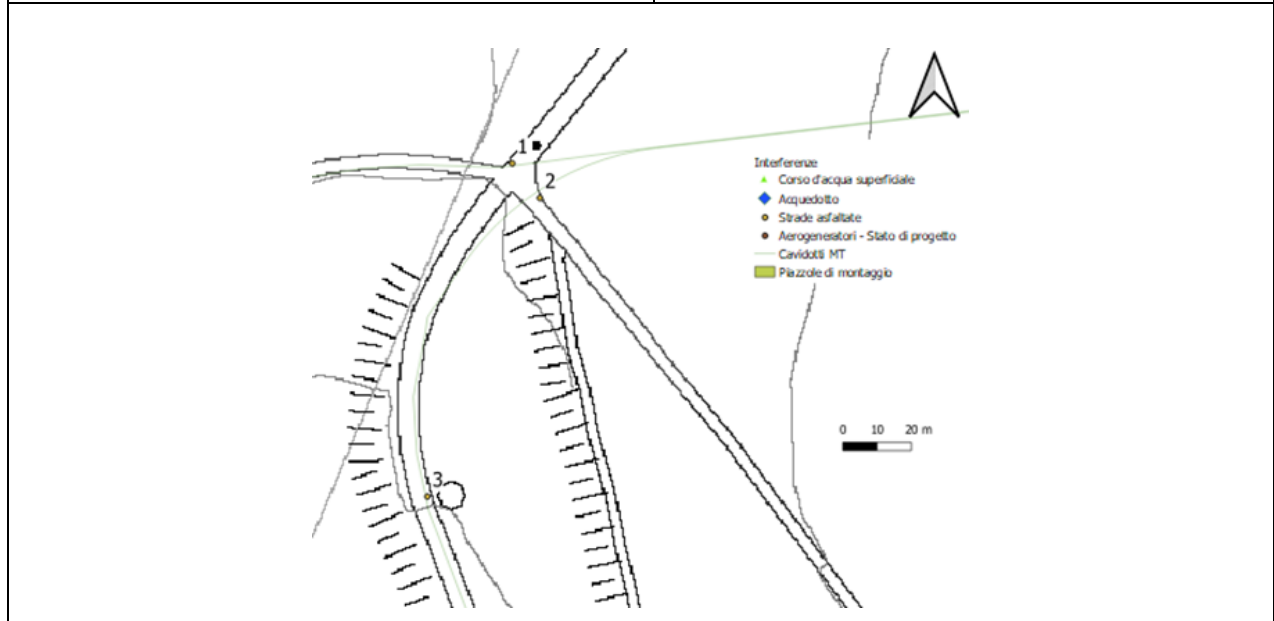 1
2
Interferenze
Corso d'acqua superficiale
Acquedotto
Strade asfaltate
Aerogeneratori - Stato di progetto
Cavidotti MT
Piazzole di montaggio
0 10 20 m
3